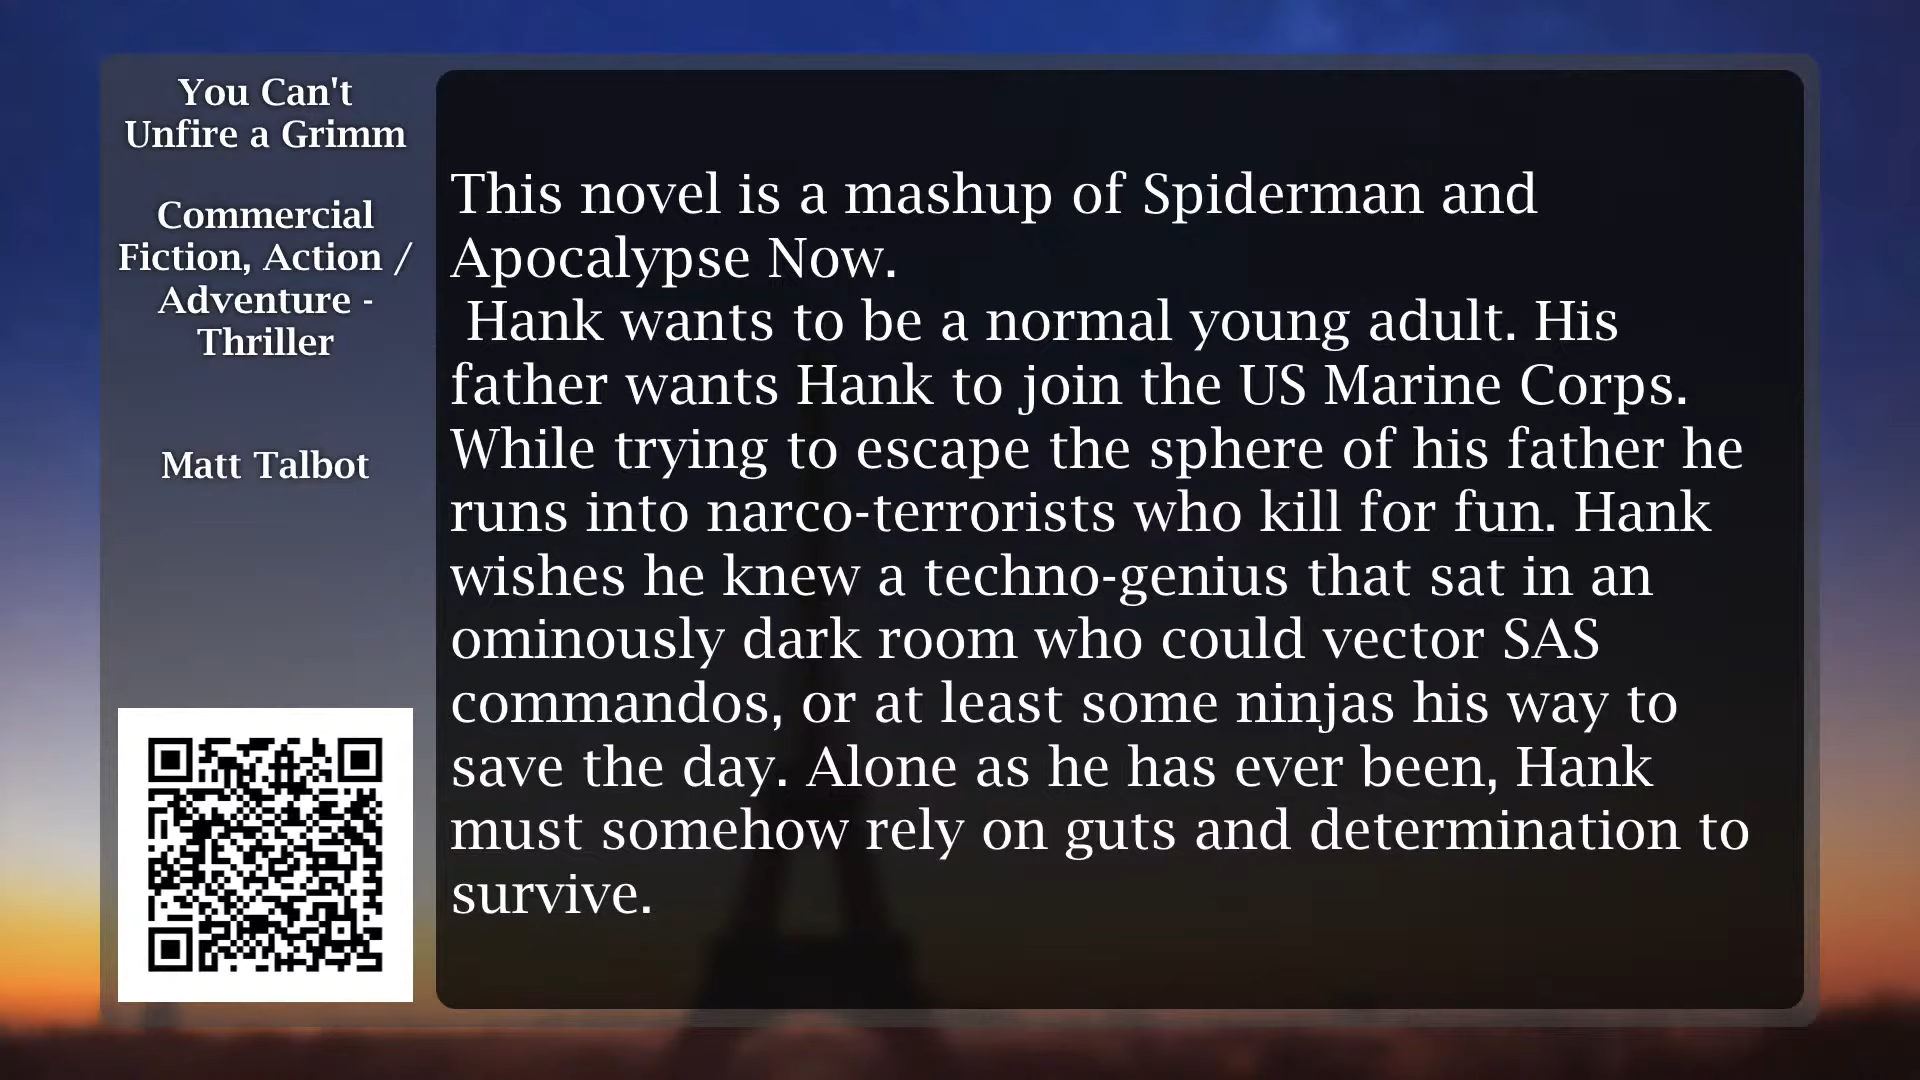 You Can't
Unfire a Grimm
Commercial
Fiction, Action /
Adventure -
Thriller
Matt Talbot
This novel is a mashup of Spiderman and
Apocalypse Now.
Hank wants to be a normal young adult. His
father wants Hank to join the US Marine Corps.
While trying to escape the sphere of his father he
runs into narco-terrorists who kill for fun. Hank
wishes he knew a techno-genius that sat in an
ominously dark room who could vector SAS
commandos, or at least some ninjas his way to
save the day. Alone as he has ever been, Hank
must somehow rely on guts and determination to
survive.